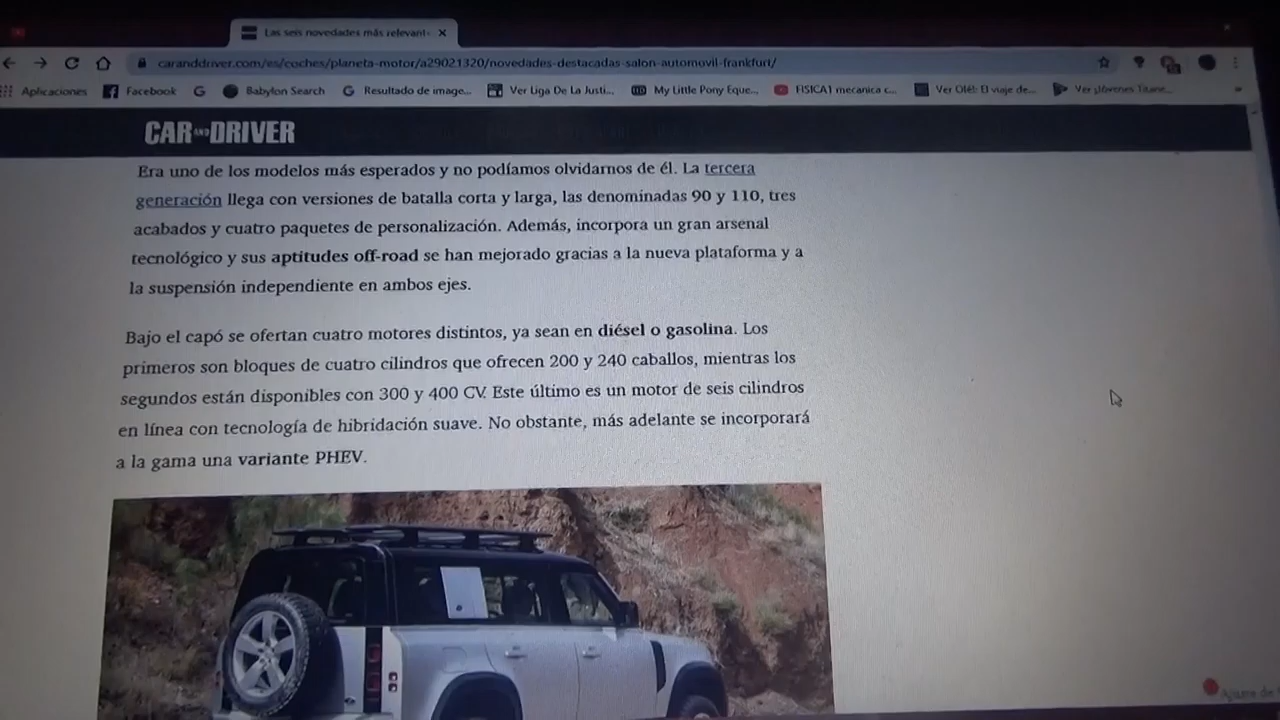 Las seis novedades más relevant
caranddriver.com/es/coches/planeta-motor/a29021320/novedades-destacadas-salon-automovil-frankfurt/
Aplicaciones Facebook Babylon Search Resultado de image... Ver Liga De La Justi... My Little Pony Eque... FISICA1 mecanica c... Ver Olé!: El viaje de... Ver Jóvenes Titane...
CAR AND DRIVER
Era uno de los modelos más esperados y no podíamos olvidarnos de él. La tercera
generación llega con versiones de batalla corta y larga, las denominadas 90 y 110, tres
acabados y cuatro paquetes de personalización. Además, incorpora un gran arsenal
tecnológico y sus aptitudes off-road se han mejorado gracias a la nueva plataforma y a
la suspensión independiente en ambos ejes.
Bajo el capó se ofertan cuatro motores distintos, ya sean en diésel o gasolina. Los
primeros son bloques de cuatro cilindros que ofrecen 200 y 240 caballos, mientras los
segundos están disponibles con 300 y 400 CV. Este último es un motor de seis cilindros
en línea con tecnología de hibridación suave. No obstante, más adelante se incorporará
a la gama una variante PHEV.